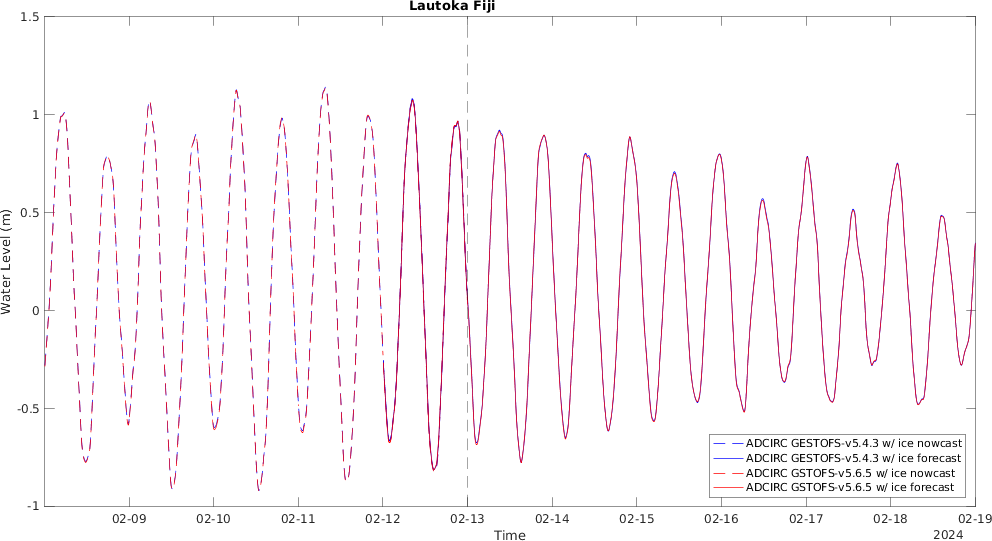 Lautoka Fiji
1.5
1
0.5
0
-0.5
-1
Water Level (m)
ADCIRC GESTOFS-v5.4.3 w/ ice nowcast
ADCIRC GESTOFS-v5.4.3 w/ ice forecast
ADCIRC GSTOFS-v5.6.5 w/ ice nowcast
ADCIRC GSTOFS-v5.6.5 w/ ice forecast
02-09 02-10 02-11 02-12 02-13 02-14 02-15 02-16 02-17 02-18 02-19
Time
2024